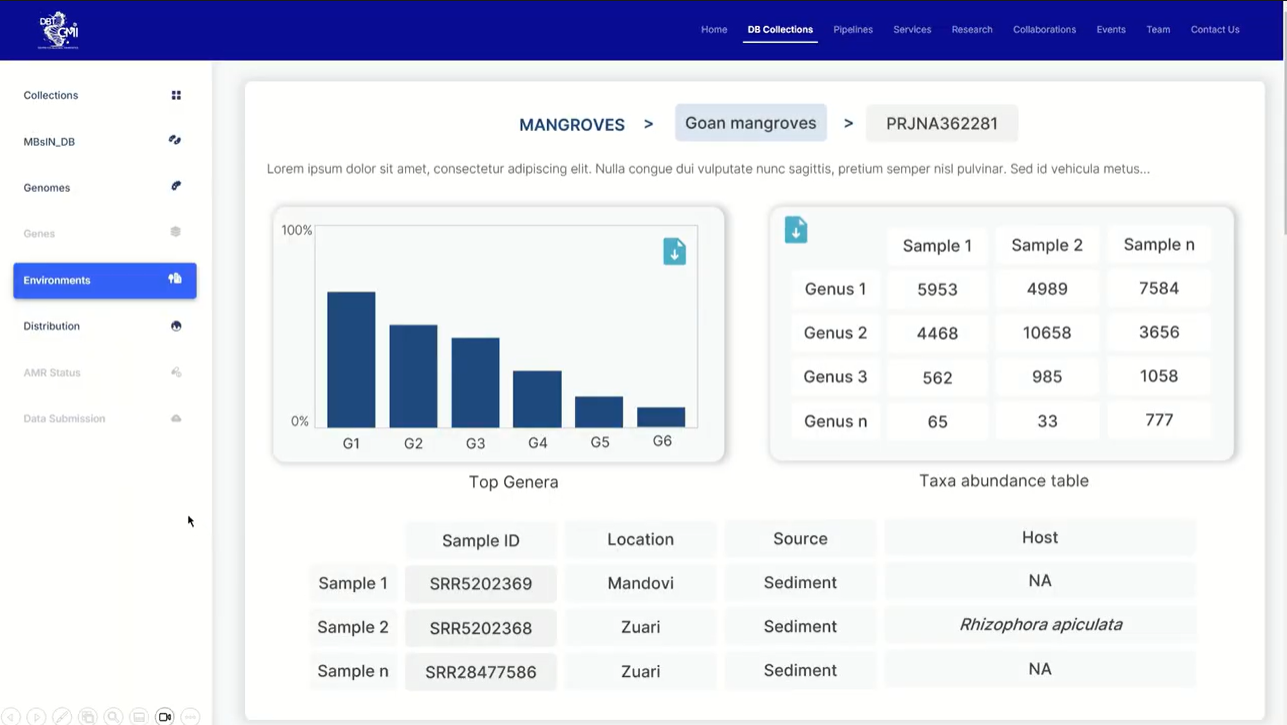 DBT
CMI
Home DB Collections Pipelines Services Research Collaborations Events Team Contact Us
Collections
MBsIN_DB
Genomes
Genes
Environments
Distribution
AMR Status
Data Submission
MANGROVES > Goan mangroves > PRJNA362281
Lorem ipsum dolor sit amet, consectetur adipiscing elit. Nulla congue dui vulputate nunc sagittis, pretium semper nisl pulvinar. Sed id vehicula metus...
100%
0%
G1 G2 G3 G4 G5 G6
Top Genera
Sample 1 Sample 2 Sample n
Genus 1 5953 4989 7584
Genus 2 4468 10658 3656
Genus 3 562 985 1058
Genus n 65 33 777
Taxa abundance table
Sample ID Location Source Host
Sample 1 SRR5202369 Mandovi Sediment NA
Sample 2 SRR5202368 Zuari Sediment Rhizophora apiculata
Sample n SRR28477586 Zuari Sediment NA